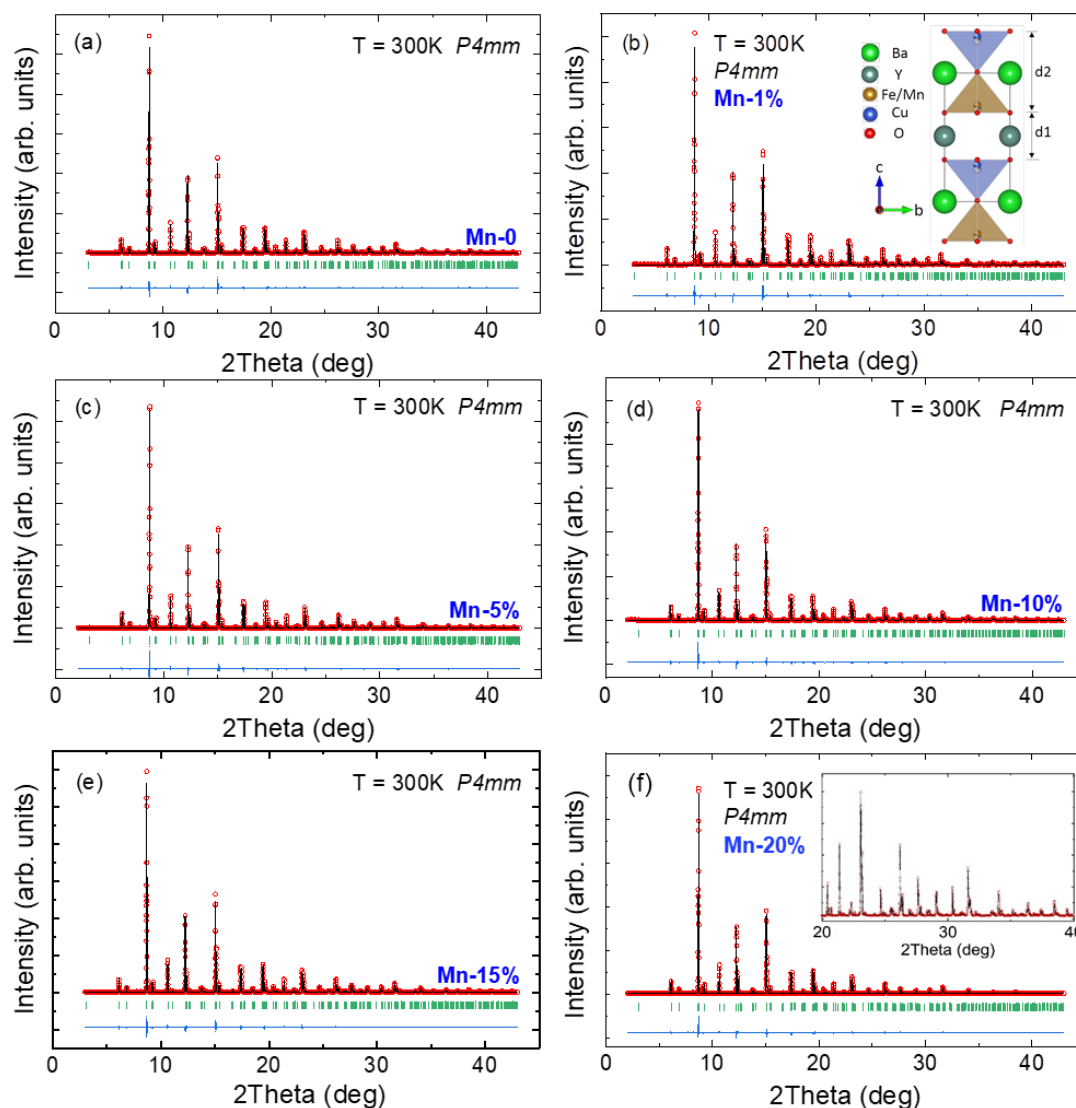 (a)
T = 300K P4mm
Mn-0
Intensity (arb. units)
0 10 20 30 40
2Theta (deg)
(b)
T = 300K
P4mm
Mn-1%
Ba
Y
Fe/Mn
Cu
O
d2
d1
c
b
Intensity (arb. units)
0 10 20 30 40
2Theta (deg)
(c)
T = 300K P4mm
Mn-5%
Intensity (arb. units)
0 10 20 30 40
2Theta (deg)
(d)
T = 300K P4mm
Mn-10%
Intensity (arb. units)
0 10 20 30 40
2Theta (deg)
(e)
T = 300K P4mm
Mn-15%
Intensity (arb. units)
0 10 20 30 40
2Theta (deg)
(f)
T = 300K
P4mm
Mn-20%
20 30 40
2Theta (deg)
Intensity (arb. units)
0 10 20 30 40
2Theta (deg)